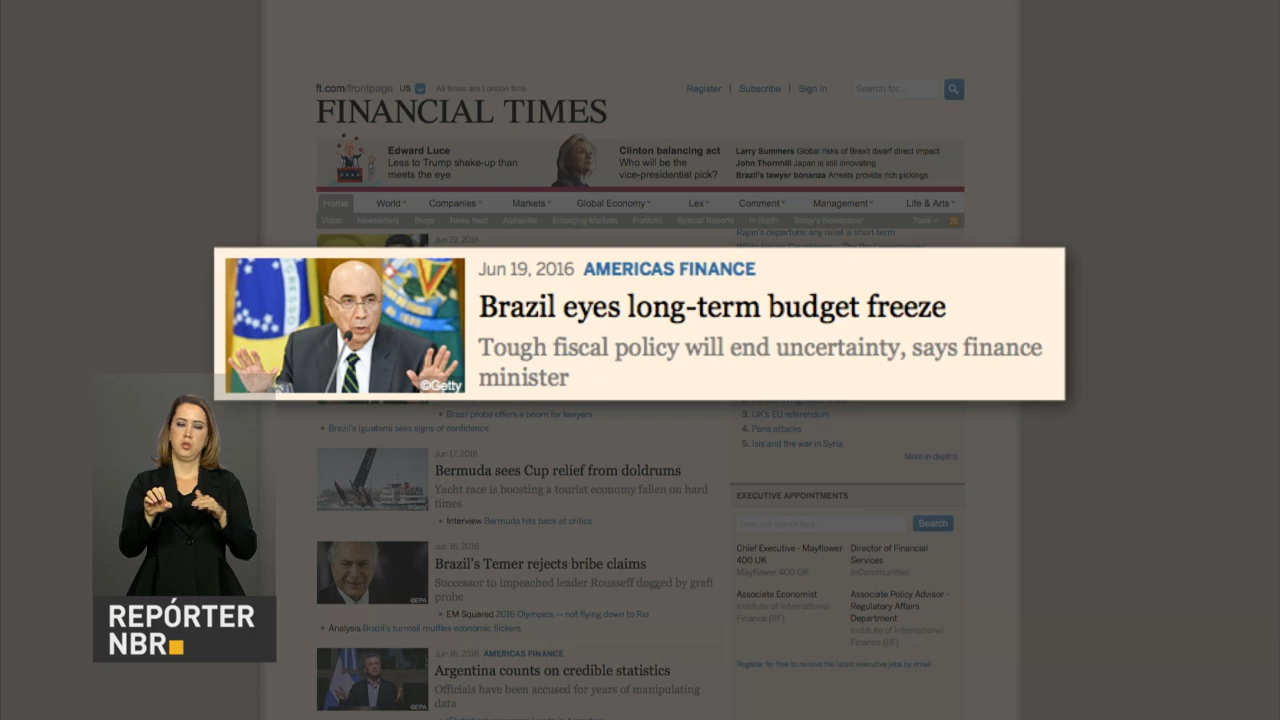 ft.com/frontpage US All times are London time
Register | Subscribe | Sign in
Search for...
FINANCIAL TIMES
Edward Luce
Less to Trump shake-up than
meets the eye
Clinton balancing act
Who will be the
vice-presidential pick?
Larry Summers Global risks of Brexit dwarf direct impact
John Thornhill Japan is still innovating
Brazil's lawyer bonanza Arrests provide rich pickings
Home World Companies Markets Global Economy Lex Comment Management Life & Arts
Video Newsletters Blogs News feed Alphaville Emerging Markets Portfolio Special Reports In depth Today's Newspaper Tools
Jun 19, 2016
Rajan's departure: any relief is short term
Jun 19, 2016 AMERICAS FINANCE
Brazil eyes long-term budget freeze
Tough fiscal policy will end uncertainty, says finance
minister
©Getty
• Brazil probe offers a boom for lawyers
• Brazil's Iguatemi sees signs of confidence
3. UK's EU referendum
4. Paris attacks
5. Isis and the war in Syria
More in depths
Jun 17, 2016
Bermuda sees Cup relief from doldrums
Yacht race is boosting a tourist economy fallen on hard
times
• Interview Bermuda hits back at critics
Jun 16, 2016
Brazil's Temer rejects bribe claims
Successor to impeached leader Rousseff dogged by graft
probe
©EPA
• EM Squared 2016 Olympics — not flying down to Rio
• Analysis Brazil's turmoil muffles economic flickers
Jun 16, 2016 AMERICAS FINANCE
Argentina counts on credible statistics
Officials have been accused for years of manipulating
data
©EPA
EXECUTIVE APPOINTMENTS
Search
Chief Executive - Mayflower
400 UK
Mayflower 400 UK
Director of Financial
Services
InCommunities
Associate Economist
Institute of International
Finance (IIF)
Associate Policy Advisor -
Regulatory Affairs
Department
Institute of International
Finance (IIF)
Register for free to receive the latest executive jobs by email
REPÓRTER
NBR